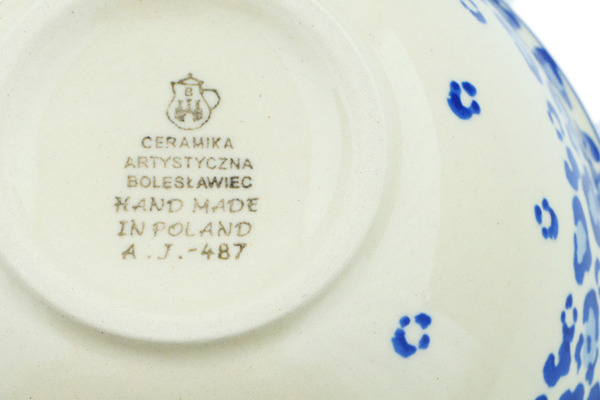 B
CERAMIKA
ARTYSTYCZNA
BOLESŁAWIEC
HAND MADE
IN POLAND
A.J.-487